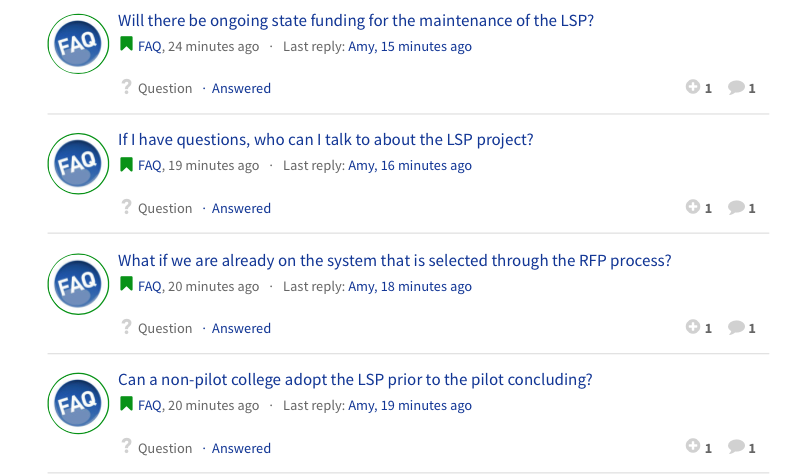 FAQ
Will there be ongoing state funding for the maintenance of the LSP?
FAQ, 24 minutes ago · Last reply: Amy, 15 minutes ago
? Question · Answered
1 1
FAQ
If I have questions, who can I talk to about the LSP project?
FAQ, 19 minutes ago · Last reply: Amy, 16 minutes ago
? Question · Answered
1 1
FAQ
What if we are already on the system that is selected through the RFP process?
FAQ, 20 minutes ago · Last reply: Amy, 18 minutes ago
? Question · Answered
1 1
FAQ
Can a non-pilot college adopt the LSP prior to the pilot concluding?
FAQ, 20 minutes ago · Last reply: Amy, 19 minutes ago
? Question · Answered
1 1